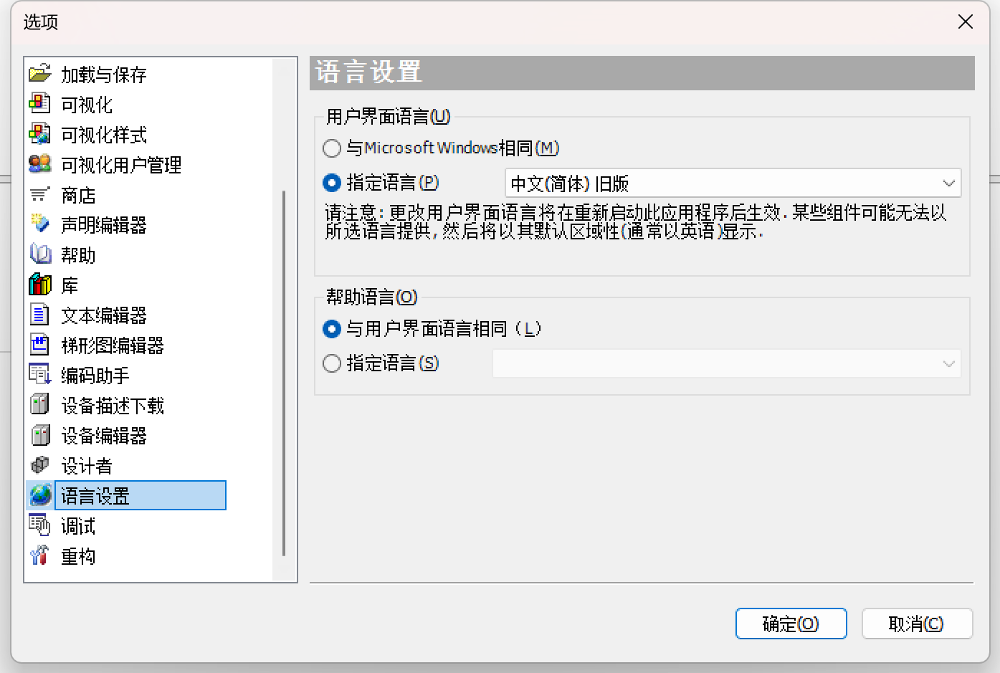 选项
加载与保存
可视化
可视化样式
可视化用户管理
商店
声明编辑器
帮助
库
文本编辑器
梯形图编辑器
编码助手
设备描述下载
设备编辑器
设计者
语言设置
调试
重构
语言设置
用户界面语言(U)
与Microsoft Windows相同(M)
指定语言(P)
中文(简体) 旧版
请注意: 更改用户界面语言将在重新启动此应用程序后生效. 某些组件可能无法以
所选语言提供, 然后将以其默认区域性(通常以英语)显示.
帮助语言(O)
与用户界面语言相同（L）
指定语言(S)
确定(O)
取消(C)